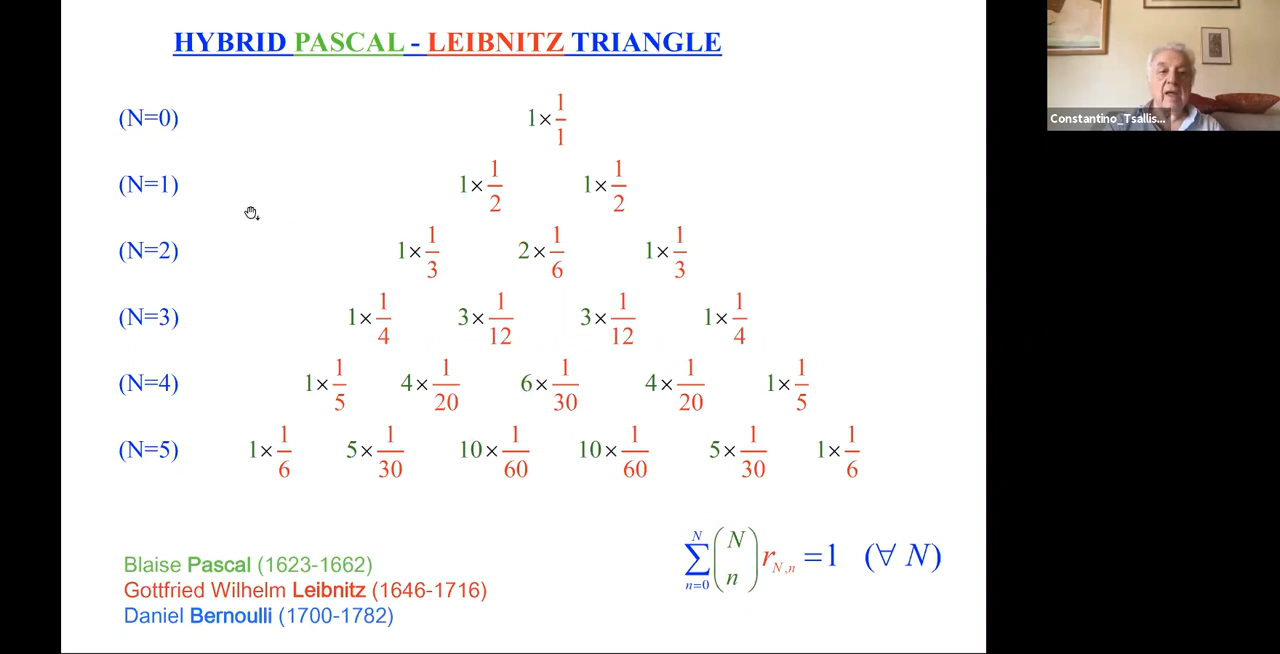 HYBRID PASCAL - LEIBNITZ TRIANGLE
(N=0) 1 × 1/1
(N=1) 1 × 1/2 1 × 1/2
(N=2) 1 × 1/3 2 × 1/6 1 × 1/3
(N=3) 1 × 1/4 3 × 1/12 3 × 1/12 1 × 1/4
(N=4) 1 × 1/5 4 × 1/20 6 × 1/30 4 × 1/20 1 × 1/5
(N=5) 1 × 1/6 5 × 1/30 10 × 1/60 10 × 1/60 5 × 1/30 1 × 1/6
∑_{n=0}^{N} (N n) r_{N,n} = 1 (∀ N)
Blaise Pascal (1623-1662)
Gottfried Wilhelm Leibnitz (1646-1716)
Daniel Bernoulli (1700-1782)
Constantino_Tsallis...